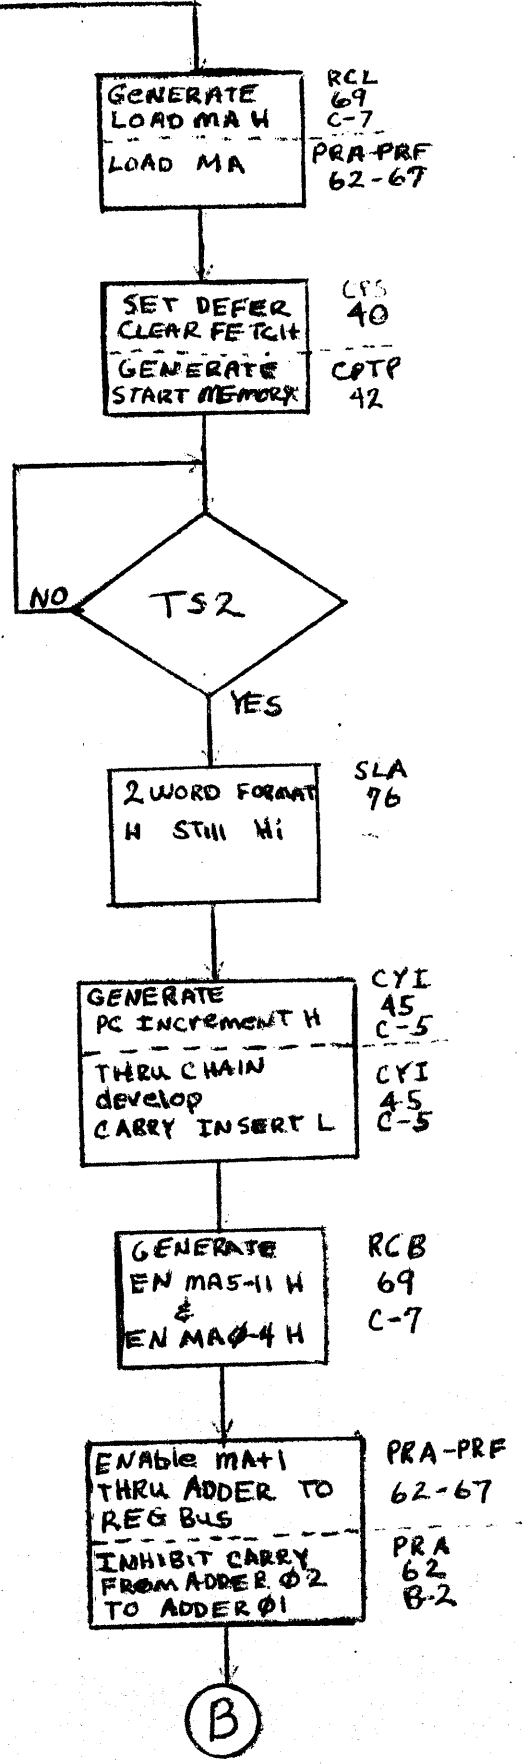 GENERATE
LOAD MA H
RCL
69
C-7
LOAD MA
PRA-PRF
62-67
SET DEFER
CLEAR FETCH
CPS
40
GENERATE
START MEMORY
CPTP
42
NO
TS2
YES
2 WORD FORMAT
H STIll Hi
SLA
76
GENERATE
PC INCremeNT H
CYI
45
C-5
THRU CHAIN
develop
CARRY INSERT L
CYI
45
C-5
GENERATE
EN MA5-11 H
&
EN MAØ-4 H
RCB
69
C-7
ENAble MA+1
THRU ADDER TO
REG BUS
PRA-PRF
62-67
INHIBIT CARRY
FROM ADDER Ø2
TO ADDER Ø1
PRA
62
B-2
B